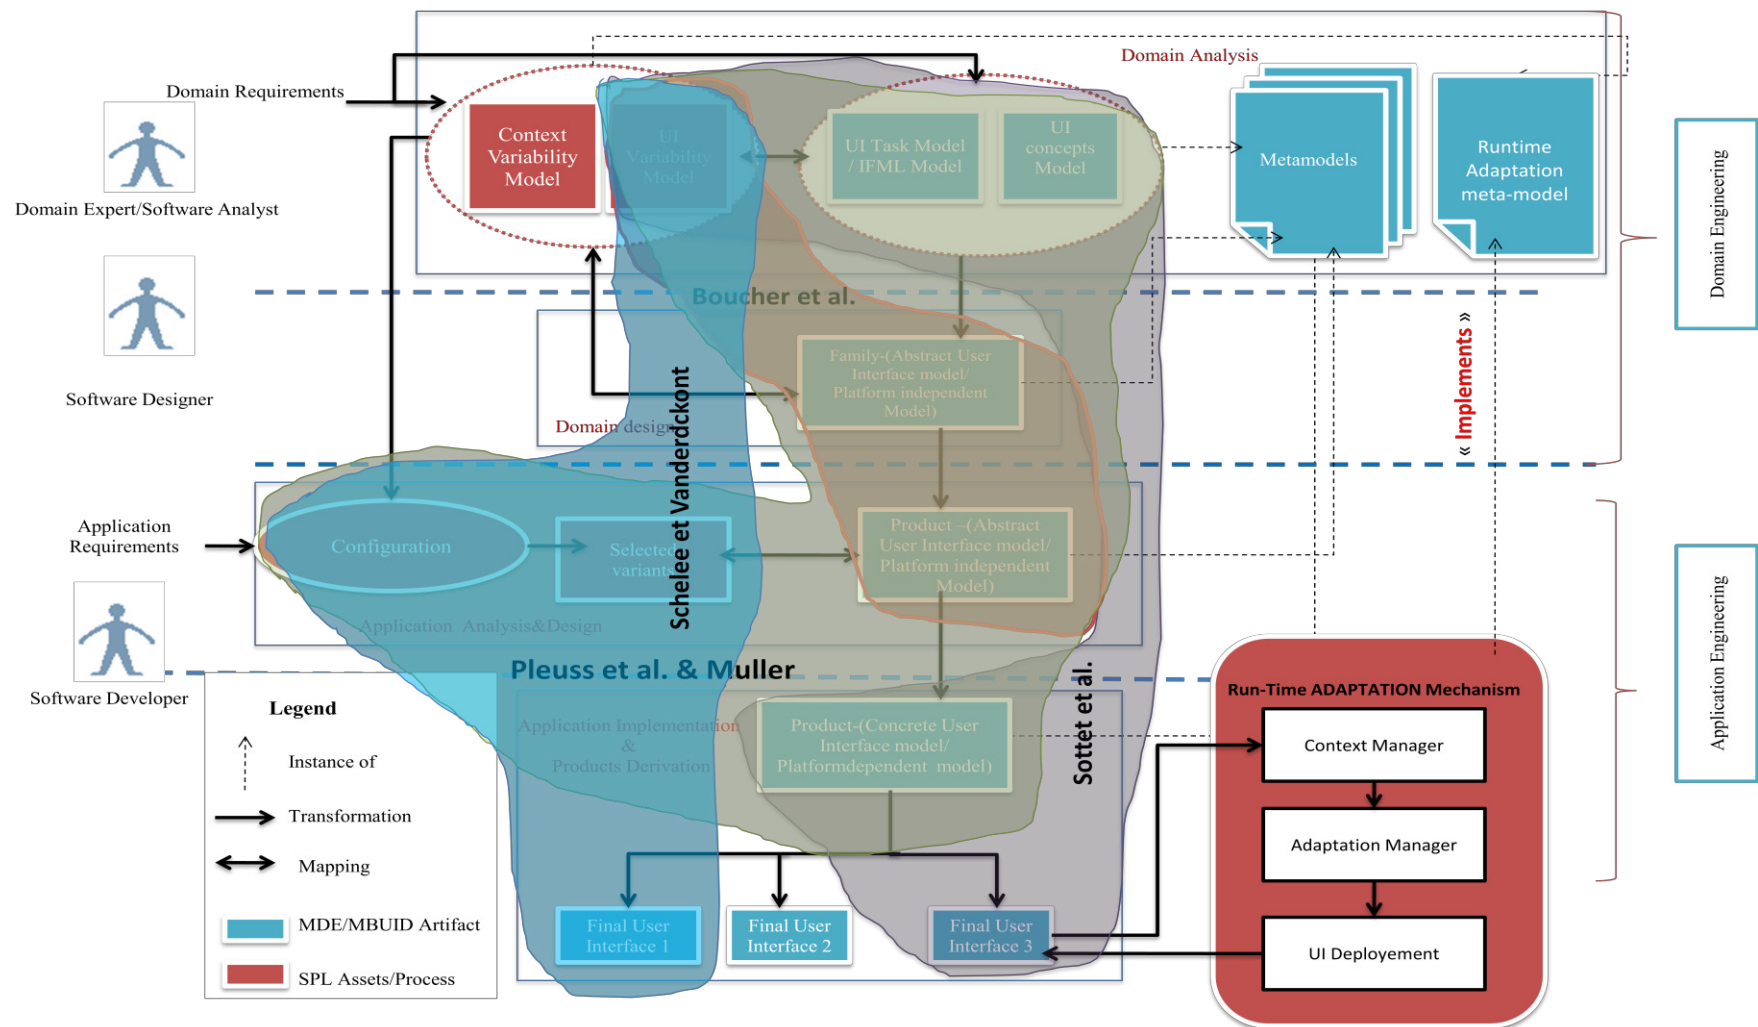 Domain Analysis
Domain Requirements
Context
Variability
Model
UI
Variability
Model
UI Task Model
/ IFML Model
UI
concepts
Model
Metamodels
Runtime
Adaptation
meta-model
Domain Expert/Software Analyst
Domain Engineering
Boucher et al.
« Implements »
Family-(Abstract User
Interface model/
Platform independent
Model)
Software Designer
Domain design
Schelee et Vanderdckont
Application
Requirements
Configuration
Selected
variants
Product –(Abstract
User Interface model/
Platform independent
Model)
Application Analysis&Design
Application Engineering
Pleuss et al. & Muller
Software Developer
Sottet et al.
Run-Time ADAPTATION Mechanism
Legend
Instance of
Transformation
Mapping
MDE/MBUID Artifact
SPL Assets/Process
Application Implementation
&
Products Derivation
Product-(Concrete User
Interface model/
Platformdependent model)
Context Manager
Adaptation Manager
UI Deployement
Final User
Interface 1
Final User
Interface 2
Final User
Interface 3